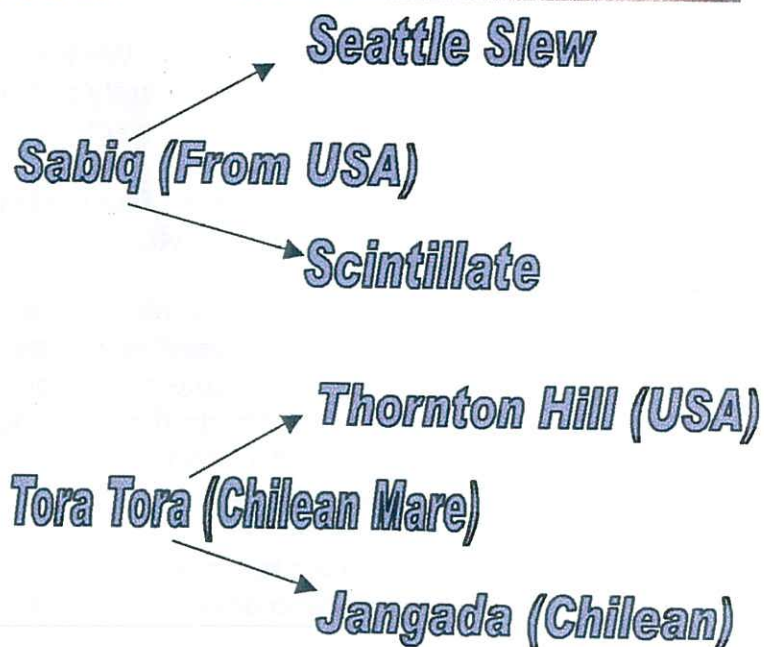 Seattle Slew
Sabiq (From USA)
Scintillate
Thornton Hill (USA)
Tora Tora (Chilean Mare)
Jangada (Chilean)